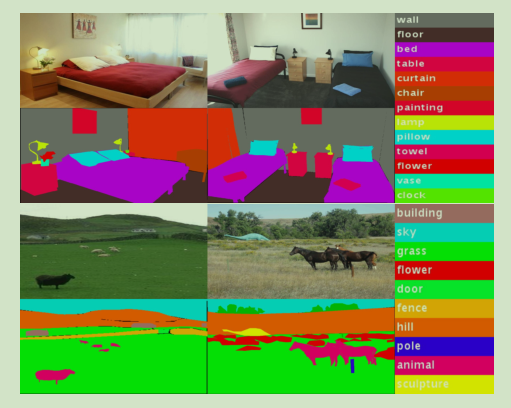 wall
floor
bed
table
curtain
chair
painting
lamp
pillow
towel
flower
vase
clock
building
sky
grass
flower
door
fence
hill
pole
animal
sculpture